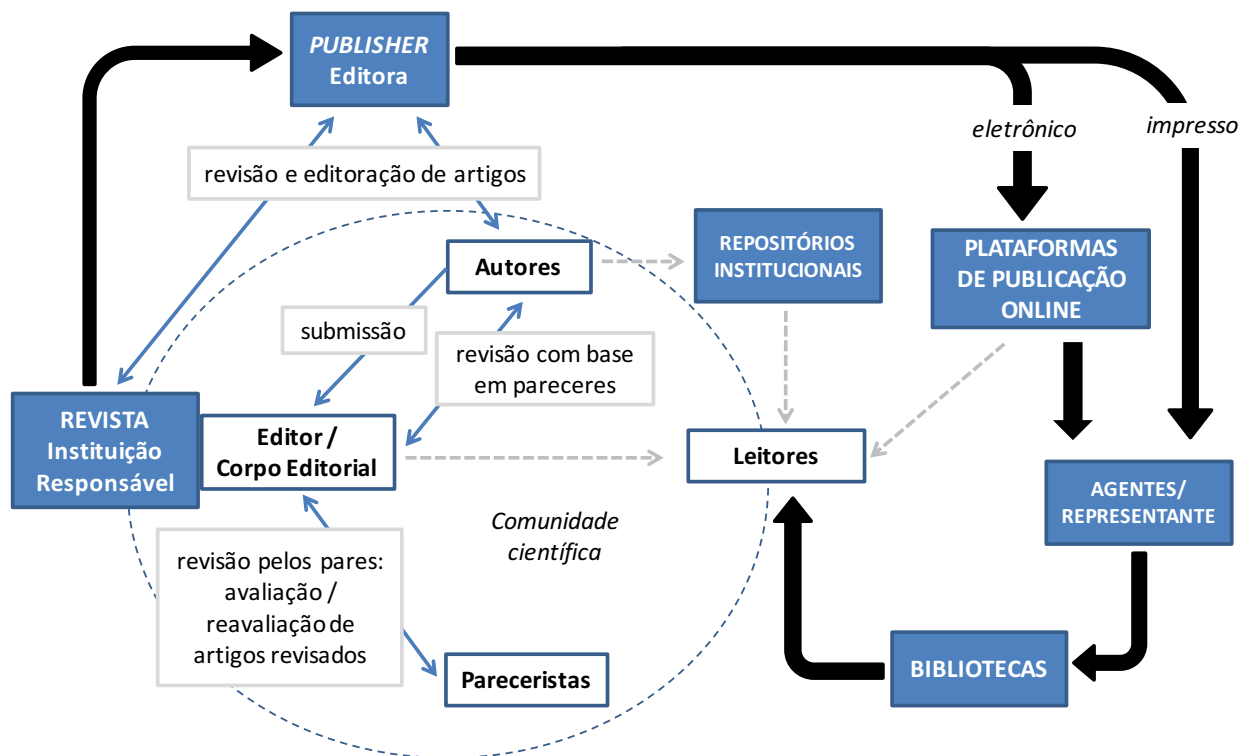 PUBLISHER
Editora
eletrônico
impresso
revisão e editoração de artigos
REPOSITÓRIOS
INSTITUCIONAIS
PLATAFORMAS
DE PUBLICAÇÃO
ONLINE
Autores
submissão
revisão com base
em pareceres
REVISTA
Instituição
Responsável
Editor /
Corpo Editorial
Leitores
AGENTES/
REPRESENTANTE
Comunidade
científica
revisão pelos pares:
avaliação /
reavaliação de
artigos revisados
Pareceristas
BIBLIOTECAS